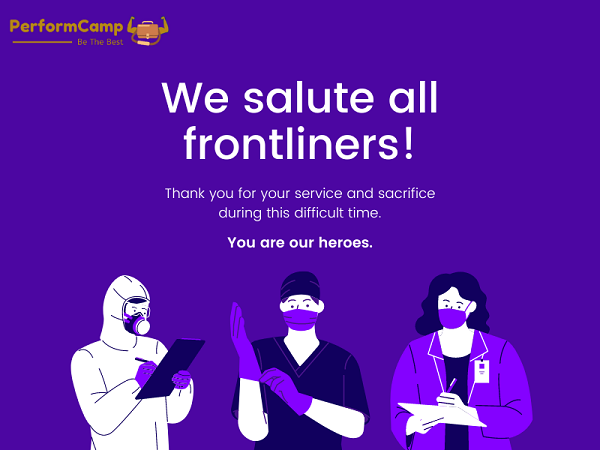 PerformCamp
Be The Best
We salute all
frontliners!
Thank you for your service and sacrifice
during this difficult time.
You are our heroes.